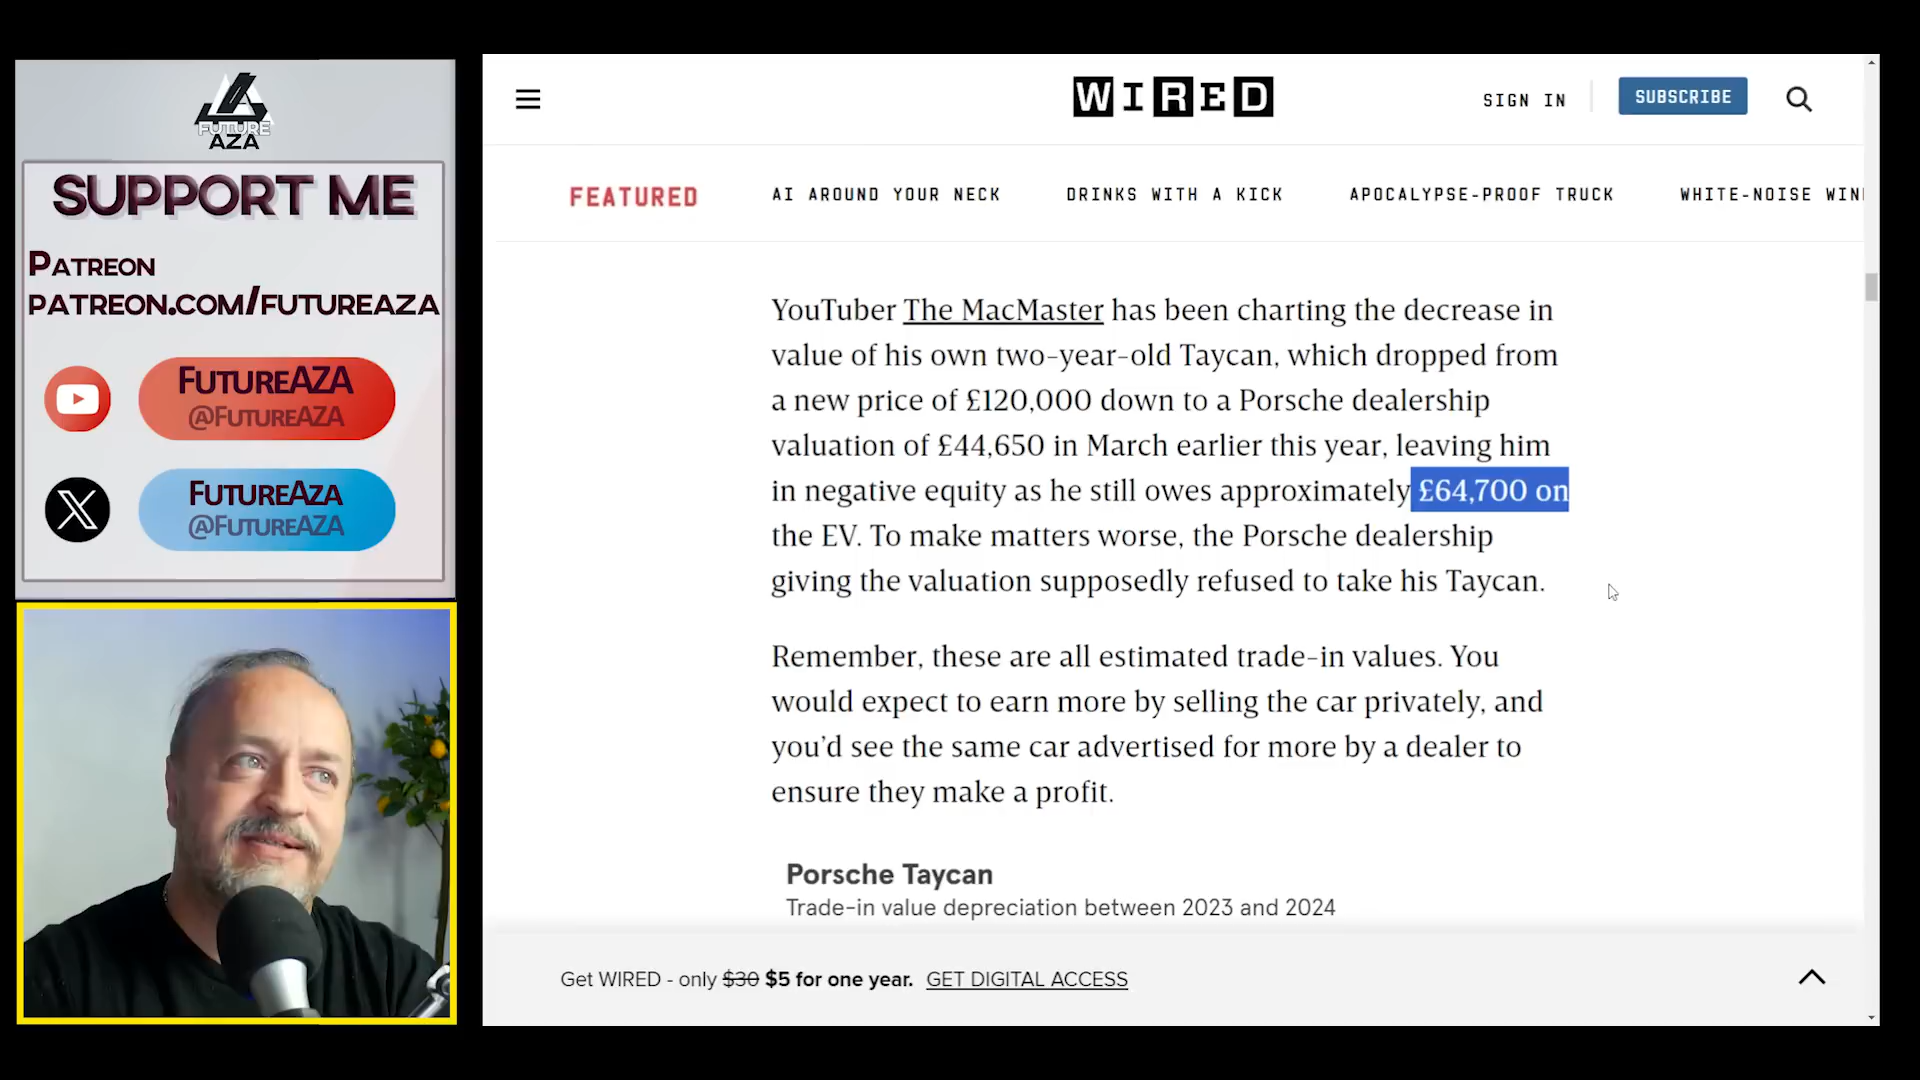 FUTURE
AZA
SUPPORT ME
PATREON
PATREON.COM/FUTUREAZA
FUTUREAZA
@FUTUREAZA
FUTUREAZA
@FUTUREAZA
WIRED
SIGN IN
SUBSCRIBE
FEATURED
AI AROUND YOUR NECK
DRINKS WITH A KICK
APOCALYPSE-PROOF TRUCK
WHITE-NOISE
YouTuber The MacMaster has been charting the decrease in
value of his own two-year-old Taycan, which dropped from
a new price of £120,000 down to a Porsche dealership
valuation of £44,650 in March earlier this year, leaving him
in negative equity as he still owes approximately £64,700 on
the EV. To make matters worse, the Porsche dealership
giving the valuation supposedly refused to take his Taycan.
Remember, these are all estimated trade-in values. You
would expect to earn more by selling the car privately, and
you’d see the same car advertised for more by a dealer to
ensure they make a profit.
Porsche Taycan
Trade-in value depreciation between 2023 and 2024
Get WIRED - only $30 $5 for one year. GET DIGITAL ACCESS